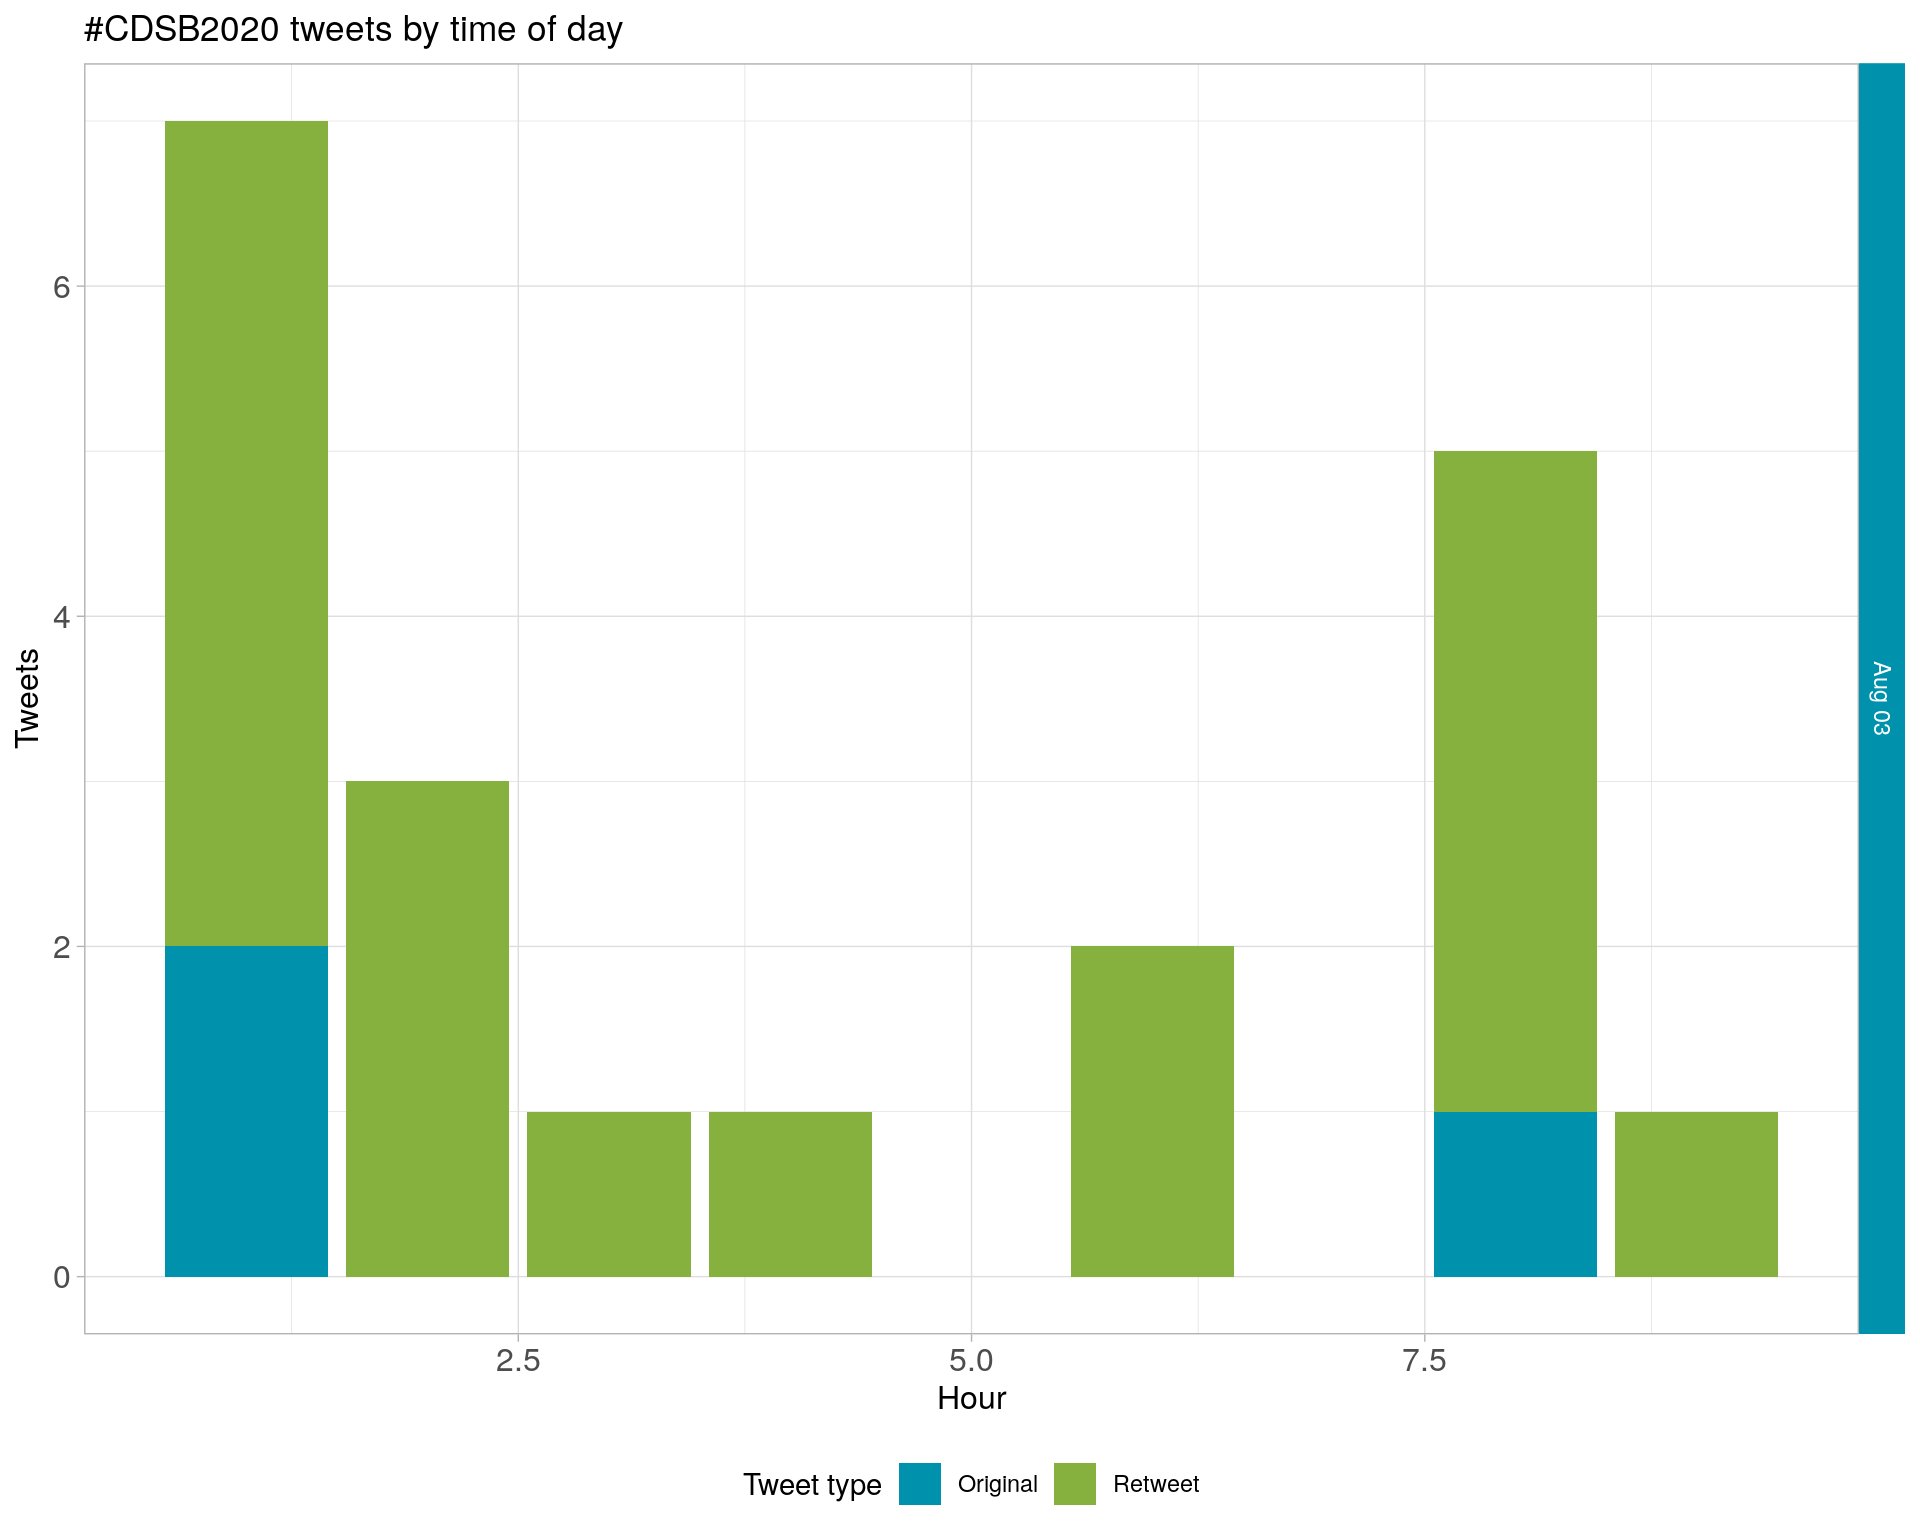 #CDSB2020 tweets by time of day
Tweets
6
4
2
0
Aug 03
2.5 5.0 7.5
Hour
Tweet type Original Retweet